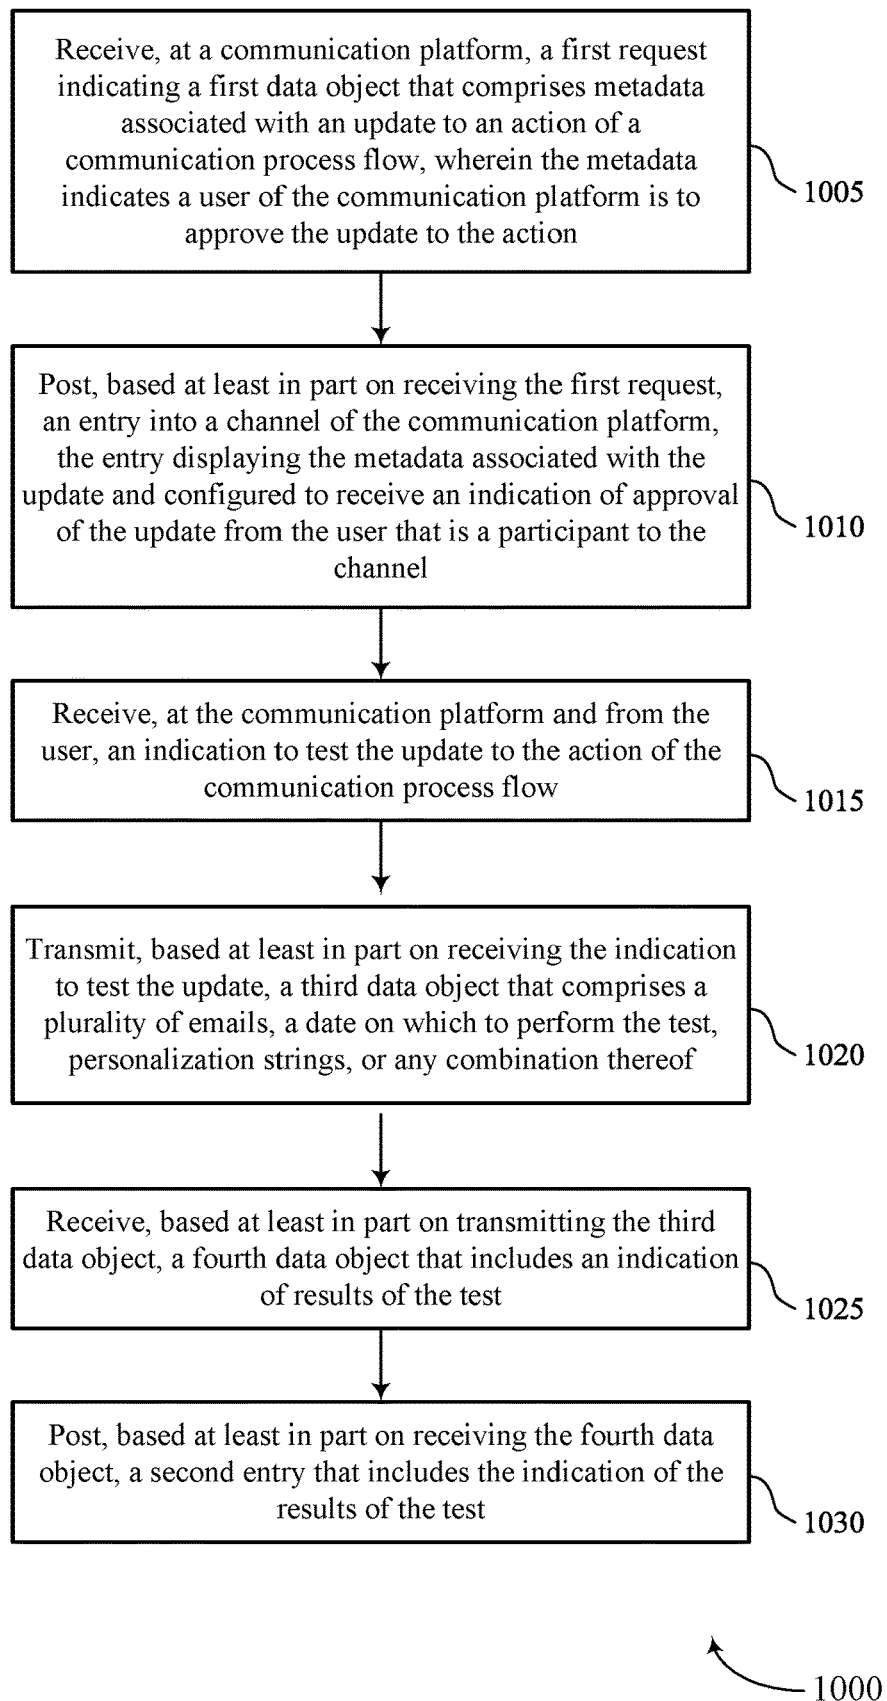 Receive, at a communication platform, a first request
indicating a first data object that comprises metadata
associated with an update to an action of a
communication process flow, wherein the metadata
indicates a user of the communication platform is to
approve the update to the action
1005
Post, based at least in part on receiving the first request,
an entry into a channel of the communication platform,
the entry displaying the metadata associated with the
update and configured to receive an indication of approval
of the update from the user that is a participant to the
channel
1010
Receive, at the communication platform and from the
user, an indication to test the update to the action of the
communication process flow
1015
Transmit, based at least in part on receiving the indication
to test the update, a third data object that comprises a
plurality of emails, a date on which to perform the test,
personalization strings, or any combination thereof
1020
Receive, based at least in part on transmitting the third
data object, a fourth data object that includes an indication
of results of the test
1025
Post, based at least in part on receiving the fourth data
object, a second entry that includes the indication of the
results of the test
1030
1000